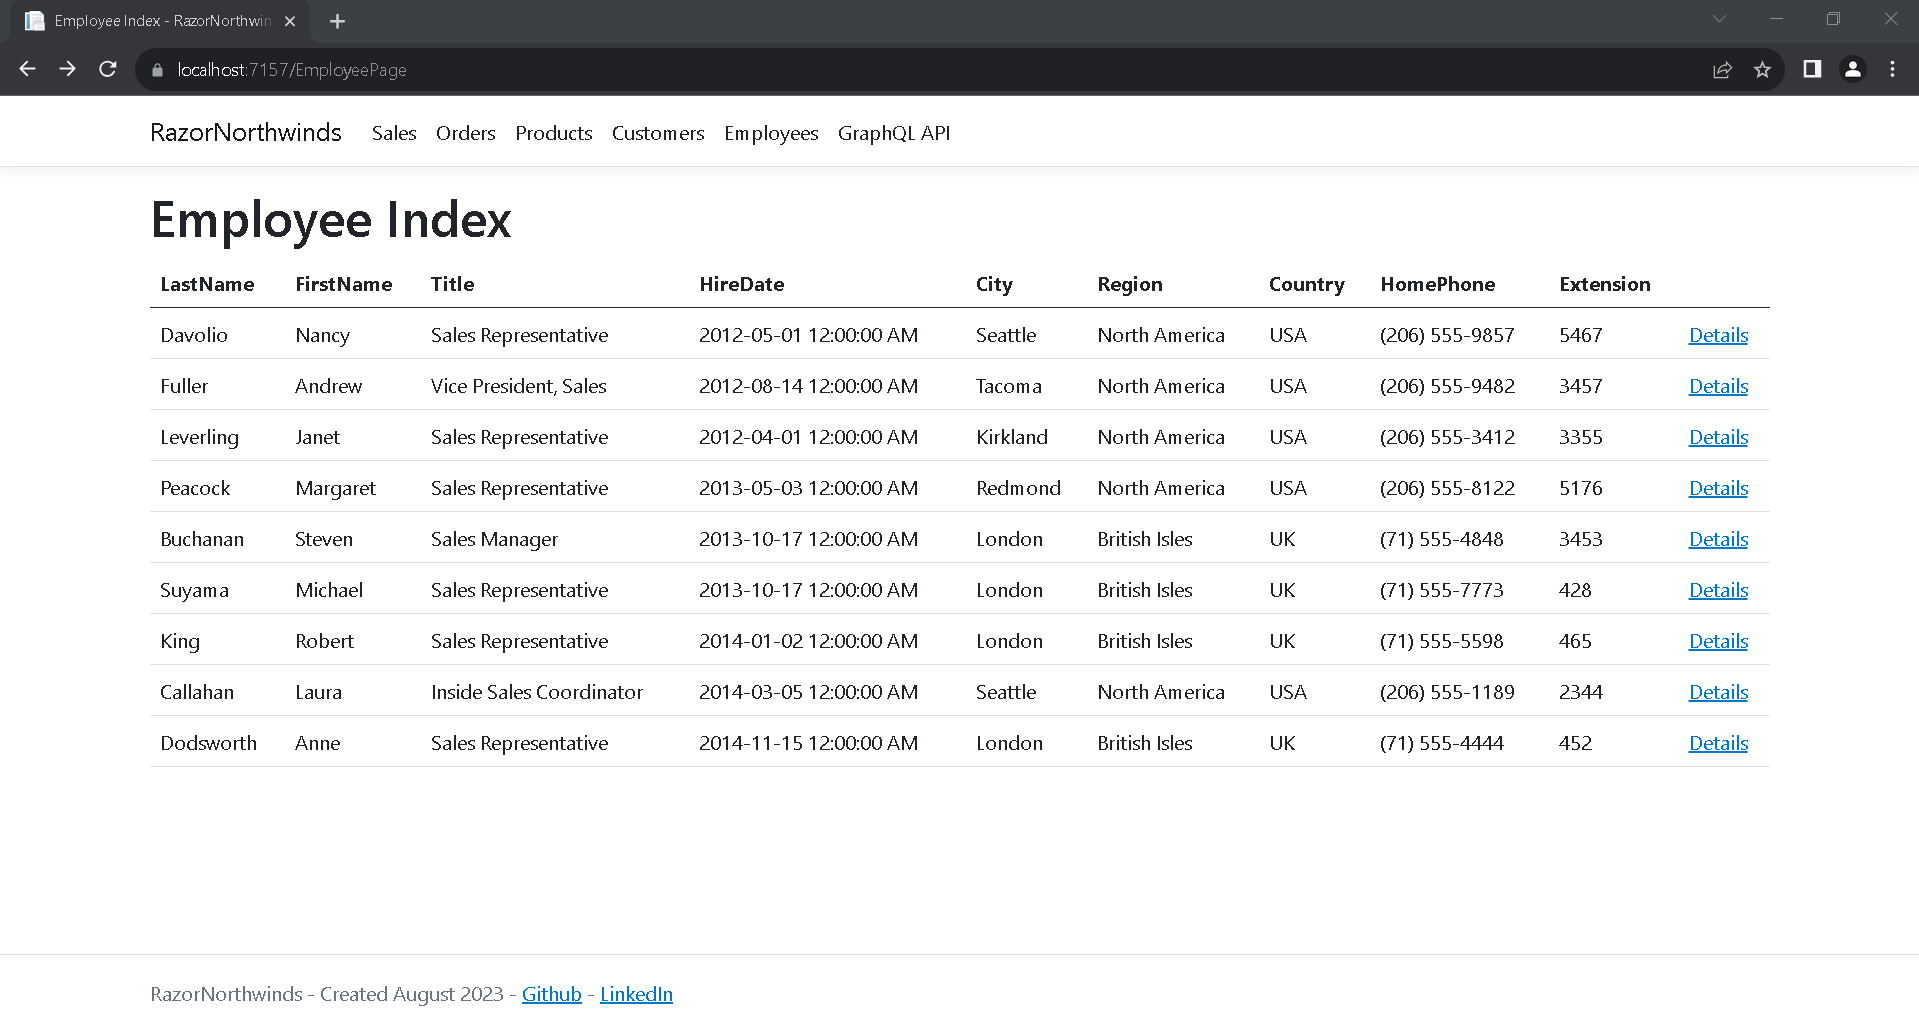 Employee Index - RazorNorthwin
localhost:7157/EmployeePage
RazorNorthwinds Sales Orders Products Customers Employees GraphQL API
Employee Index
LastName FirstName Title HireDate City Region Country HomePhone Extension
Davolio Nancy Sales Representative 2012-05-01 12:00:00 AM Seattle North America USA (206) 555-9857 5467 Details
Fuller Andrew Vice President, Sales 2012-08-14 12:00:00 AM Tacoma North America USA (206) 555-9482 3457 Details
Leverling Janet Sales Representative 2012-04-01 12:00:00 AM Kirkland North America USA (206) 555-3412 3355 Details
Peacock Margaret Sales Representative 2013-05-03 12:00:00 AM Redmond North America USA (206) 555-8122 5176 Details
Buchanan Steven Sales Manager 2013-10-17 12:00:00 AM London British Isles UK (71) 555-4848 3453 Details
Suyama Michael Sales Representative 2013-10-17 12:00:00 AM London British Isles UK (71) 555-7773 428 Details
King Robert Sales Representative 2014-01-02 12:00:00 AM London British Isles UK (71) 555-5598 465 Details
Callahan Laura Inside Sales Coordinator 2014-03-05 12:00:00 AM Seattle North America USA (206) 555-1189 2344 Details
Dodsworth Anne Sales Representative 2014-11-15 12:00:00 AM London British Isles UK (71) 555-4444 452 Details
RazorNorthwinds - Created August 2023 - Github - LinkedIn